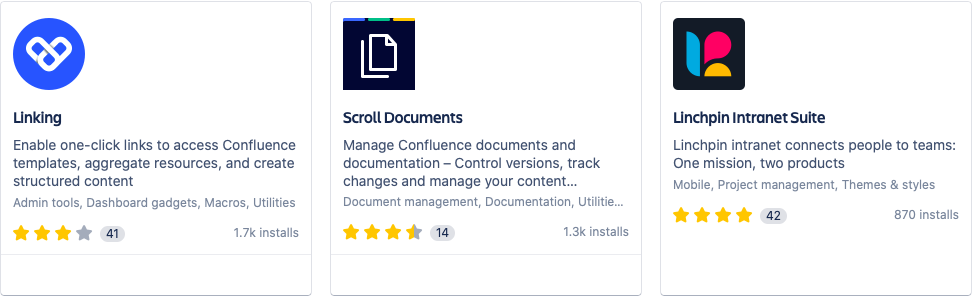 Linking
Enable one-click links to access Confluence
templates, aggregate resources, and create
structured content
Admin tools, Dashboard gadgets, Macros, Utilities
41
1.7k installs
Scroll Documents
Manage Confluence documents and
documentation – Control versions, track
changes and manage your content...
Document management, Documentation, Utilitie...
14
1.3k installs
Linchpin Intranet Suite
Linchpin intranet connects people to teams:
One mission, two products
Mobile, Project management, Themes & styles
42
870 installs